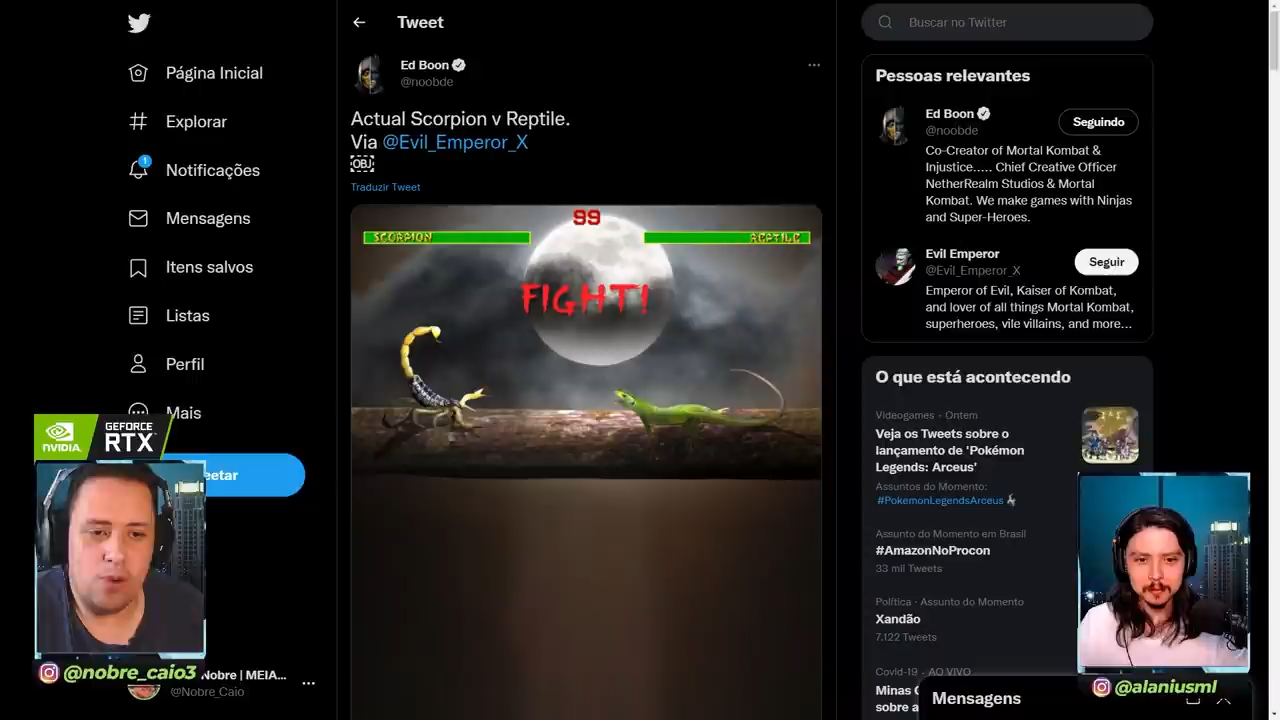 Página Inicial
Explorar
1
Notificações
Mensagens
Itens salvos
Listas
Perfil
Mais
NVIDIA.
GEFORCE
RTX
etar
@nobre_caio3
Nobre | MEIA...
@Nobre_Caio
Tweet
Ed Boon
@noobde
Actual Scorpion v Reptile.
Via @Evil_Emperor_X
OBJ
Traduzir Tweet
99
SCORPION
REPTILE
FIGHT!
Buscar no Twitter
Pessoas relevantes
Ed Boon
@noobde
Seguindo
Co-Creator of Mortal Kombat &
Injustice..... Chief Creative Officer
NetherRealm Studios & Mortal
Kombat. We make games with Ninjas
and Super-Heroes.
Evil Emperor
@Evil_Emperor_X
Seguir
Emperor of Evil, Kaiser of Kombat,
and lover of all things Mortal Kombat,
superheroes, vile villains, and more...
O que está acontecendo
Videogames · Ontem
Veja os Tweets sobre o
lançamento de 'Pokémon
Legends: Arceus'
Assuntos do Momento:
#PokemonLegendsArceus
Assunto do Momento em Brasil
#AmazonNoProcon
33 mil Tweets
Política · Assunto do Momento
Xandão
7.122 Tweets
Covid-19 · AO VIVO
Minas
sobre a
Mensagens
@alaniusml